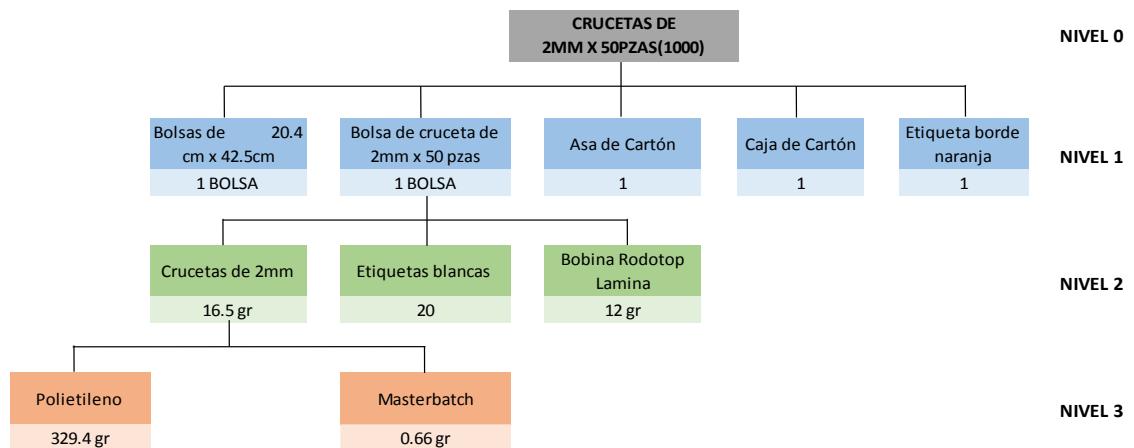 CRUCETAS DE
2MM X 50PZAS(1000)
NIVEL 0
Bolsas de 20.4
cm x 42.5cm
1 BOLSA
Bolsa de cruceta de
2mm x 50 pzas
1 BOLSA
Asa de Cartón
1
Caja de Cartón
1
Etiqueta borde
naranja
1
NIVEL 1
Crucetas de 2mm
16.5 gr
Etiquetas blancas
20
Bobina Rodotop
Lamina
12 gr
NIVEL 2
Polietileno
329.4 gr
Masterbatch
0.66 gr
NIVEL 3